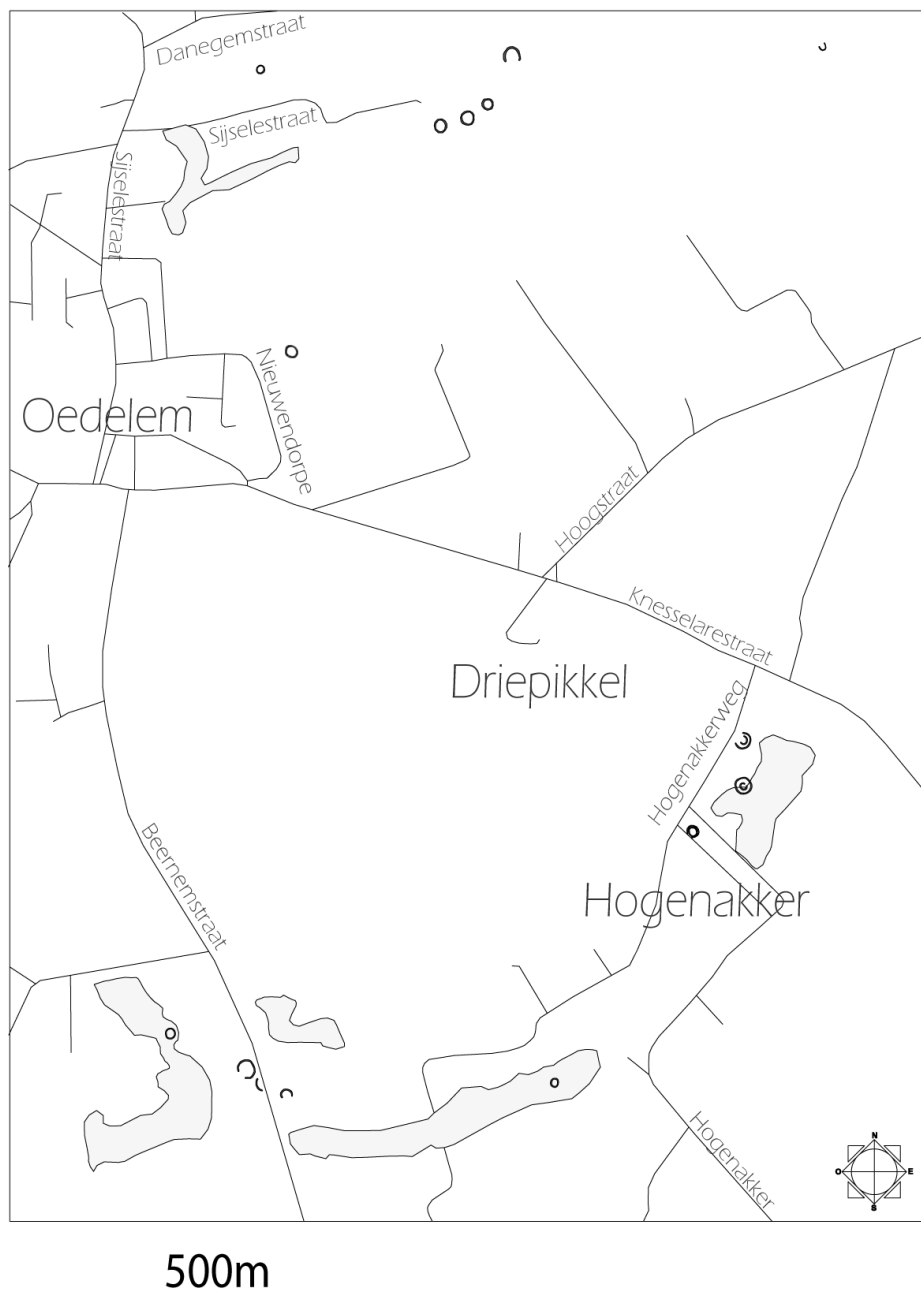 Danegemstraat
Sijselestraat
Sijselestraat
Nieuwendorpe
Oedelem
Hoogstraat
Knesselarestraat
Driepikkel
Hogenakkerweg
Beernemstraat
Hogenakker
Hogenakker
N
O E
S
500m